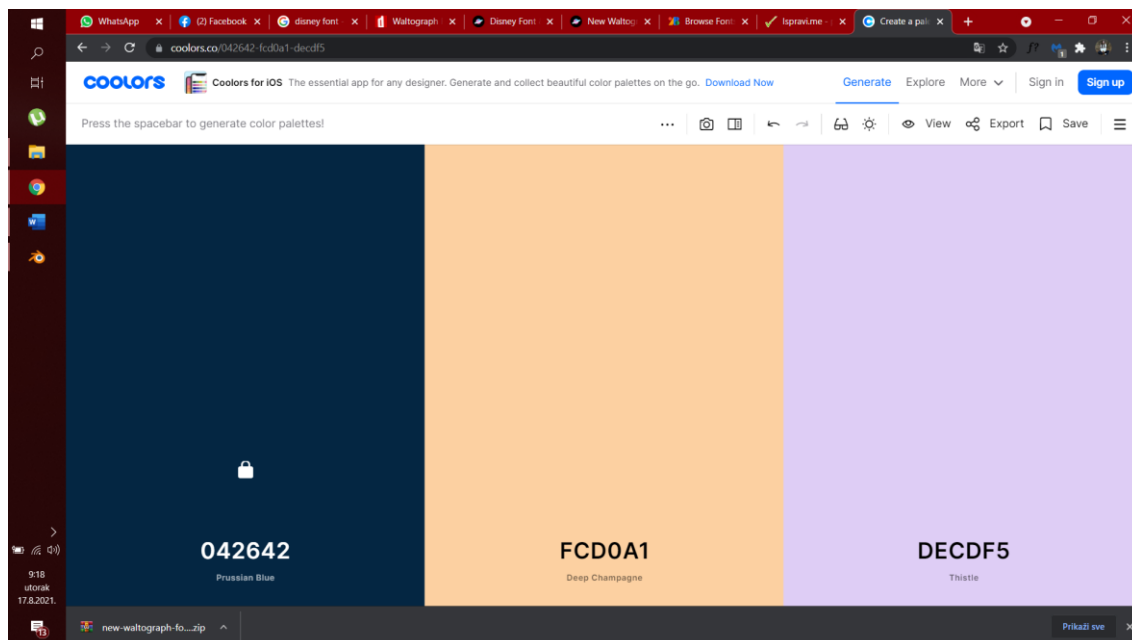 WhatsApp
(2) Facebook
disney font
Waltograph
Disney Font
New Waltog
Browse Font
Ispravi.me -
Create a pal
coolors.co/042642-fcd0a1-decdf5
COOLORS
Coolors for iOS The essential app for any designer. Generate and collect beautiful color palettes on the go. Download Now
Generate Explore More Sign in Sign up
Press the spacebar to generate color palettes!
View Export Save
042642 FCD0A1 DECDF5
Prussian Blue Deep Champagne Thistle
9:18
utorak
17.8.2021.
13
new-waltograph-fo....zip
Prikaži sve